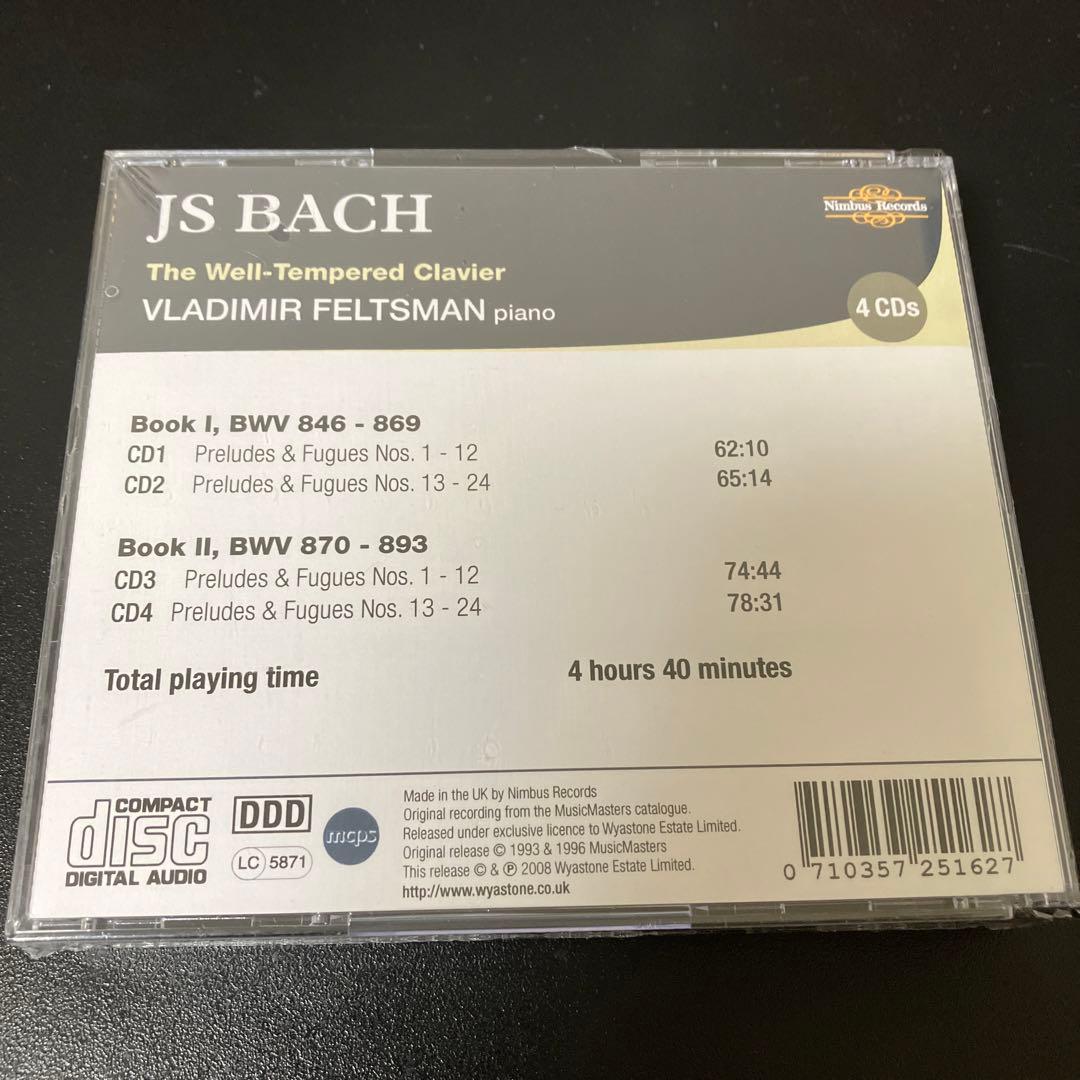 JS BACH
Nimbus Records
The Well-Tempered Clavier
VLADIMIR FELTSMAN piano
4 CDs
Book I, BWV 846 - 869
CD1 Preludes & Fugues Nos. 1 - 12 62:10
CD2 Preludes & Fugues Nos. 13 - 24 65:14
Book II, BWV 870 - 893
CD3 Preludes & Fugues Nos. 1 - 12 74:44
CD4 Preludes & Fugues Nos. 13 - 24 78:31
Total playing time 4 hours 40 minutes
COMPACT
disc
DIGITAL AUDIO
DDD
LC 5871
mcps
Made in the UK by Nimbus Records
Original recording from the MusicMasters catalogue.
Released under exclusive licence to Wyastone Estate Limited.
Original release © 1993 & 1996 MusicMasters
This release © & ℗ 2008 Wyastone Estate Limited.
http://www.wyastone.co.uk
0 710357 251627